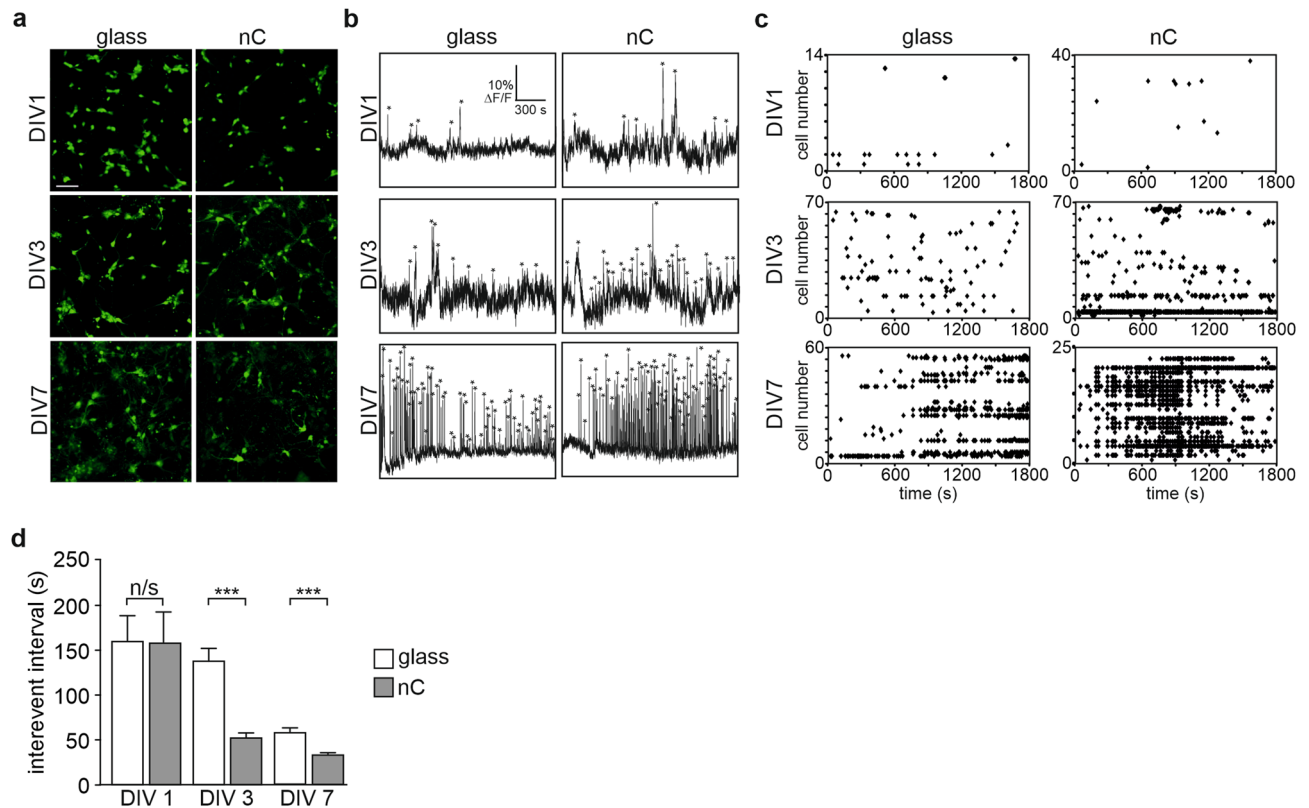 a
glass nC
DIV1
DIV3
DIV7
b
glass nC
DIV1
10%
ΔF/F
300 s
DIV3
DIV7
c
glass nC
DIV1
cell number
14
0
0 600 1200 1800
40
0
0 600 1200 1800
DIV3
cell number
70
0
0 600 1200 1800
70
0
0 600 1200 1800
DIV7
cell number
60
0
0 600 1200 1800
time (s)
25
0
0 600 1200 1800
time (s)
d
interevent interval (s)
250
200
150
100
50
0
n/s *** ***
DIV 1 DIV 3 DIV 7
glass
nC